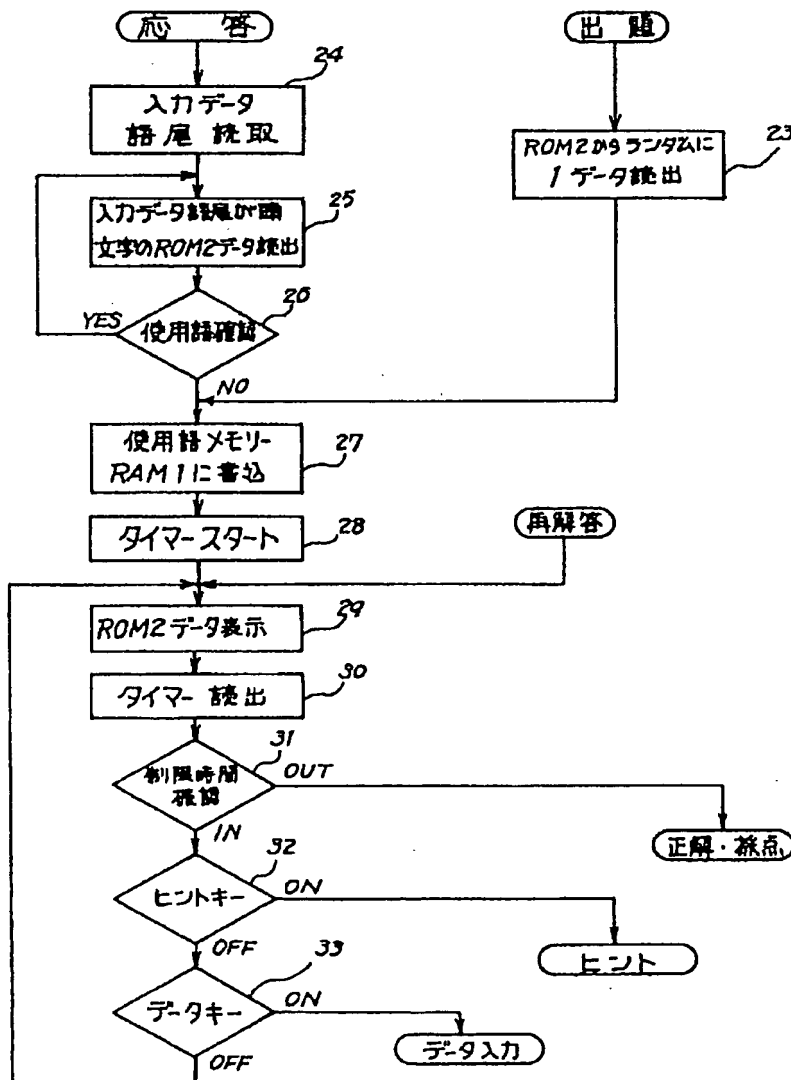 応答
出題
24
入力データ
語尾 読取
ROM2からランダムに
1データ読出
23
入力データ語尾が頭
文字のROM2データ読出
25
26
YES
使用語確認
NO
使用語メモリー
RAM1に書込
27
タイマースタート
28
再解答
ROM2データ表示
29
タイマー 読出
30
31
制限時間
確認
OUT
IN
正解・採点
32
ヒントキー
ON
OFF
ヒント
33
データキー
ON
OFF
データ入力